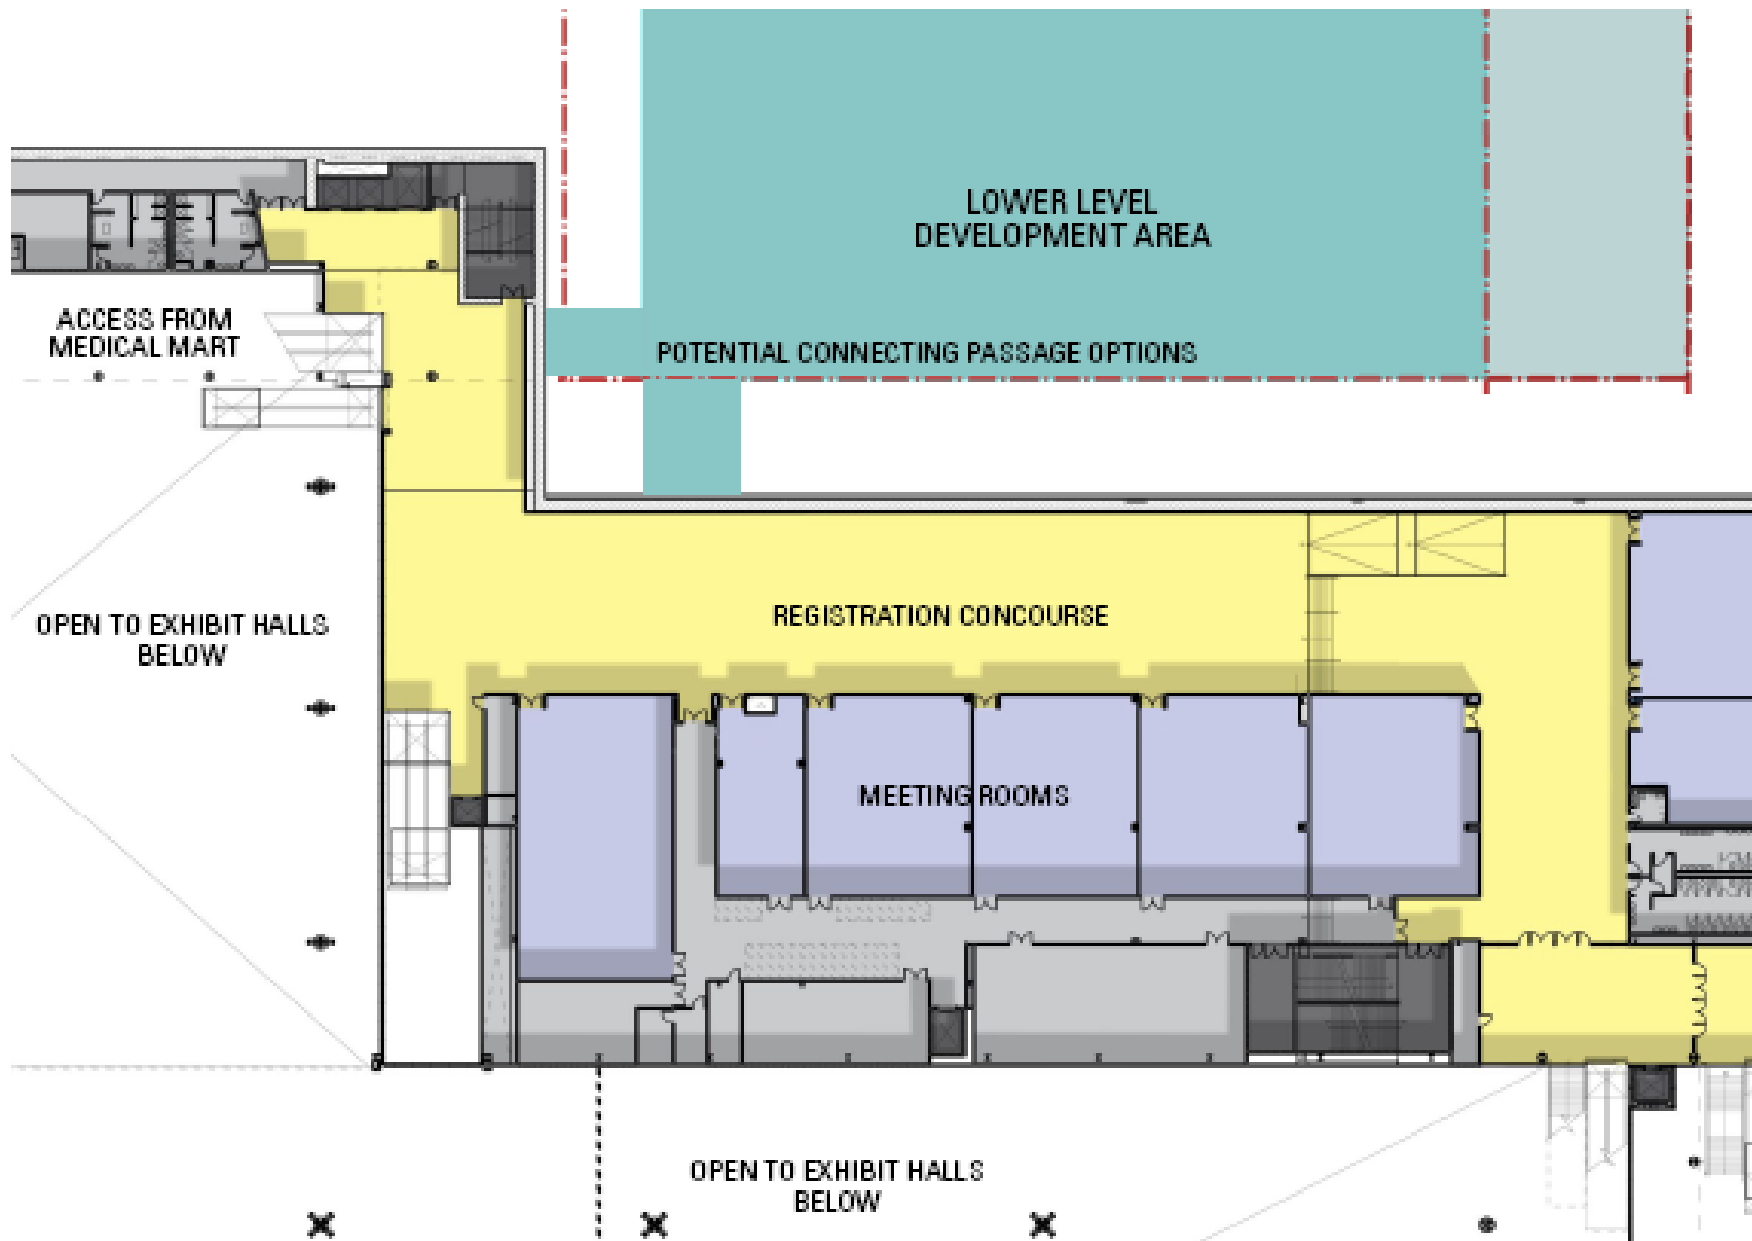 LOWER LEVEL
DEVELOPMENT AREA
ACCESS FROM
MEDICAL MART
POTENTIAL CONNECTING PASSAGE OPTIONS
OPEN TO EXHIBIT HALLS
BELOW
REGISTRATION CONCOURSE
MEETING ROOMS
OPEN TO EXHIBIT HALLS
BELOW